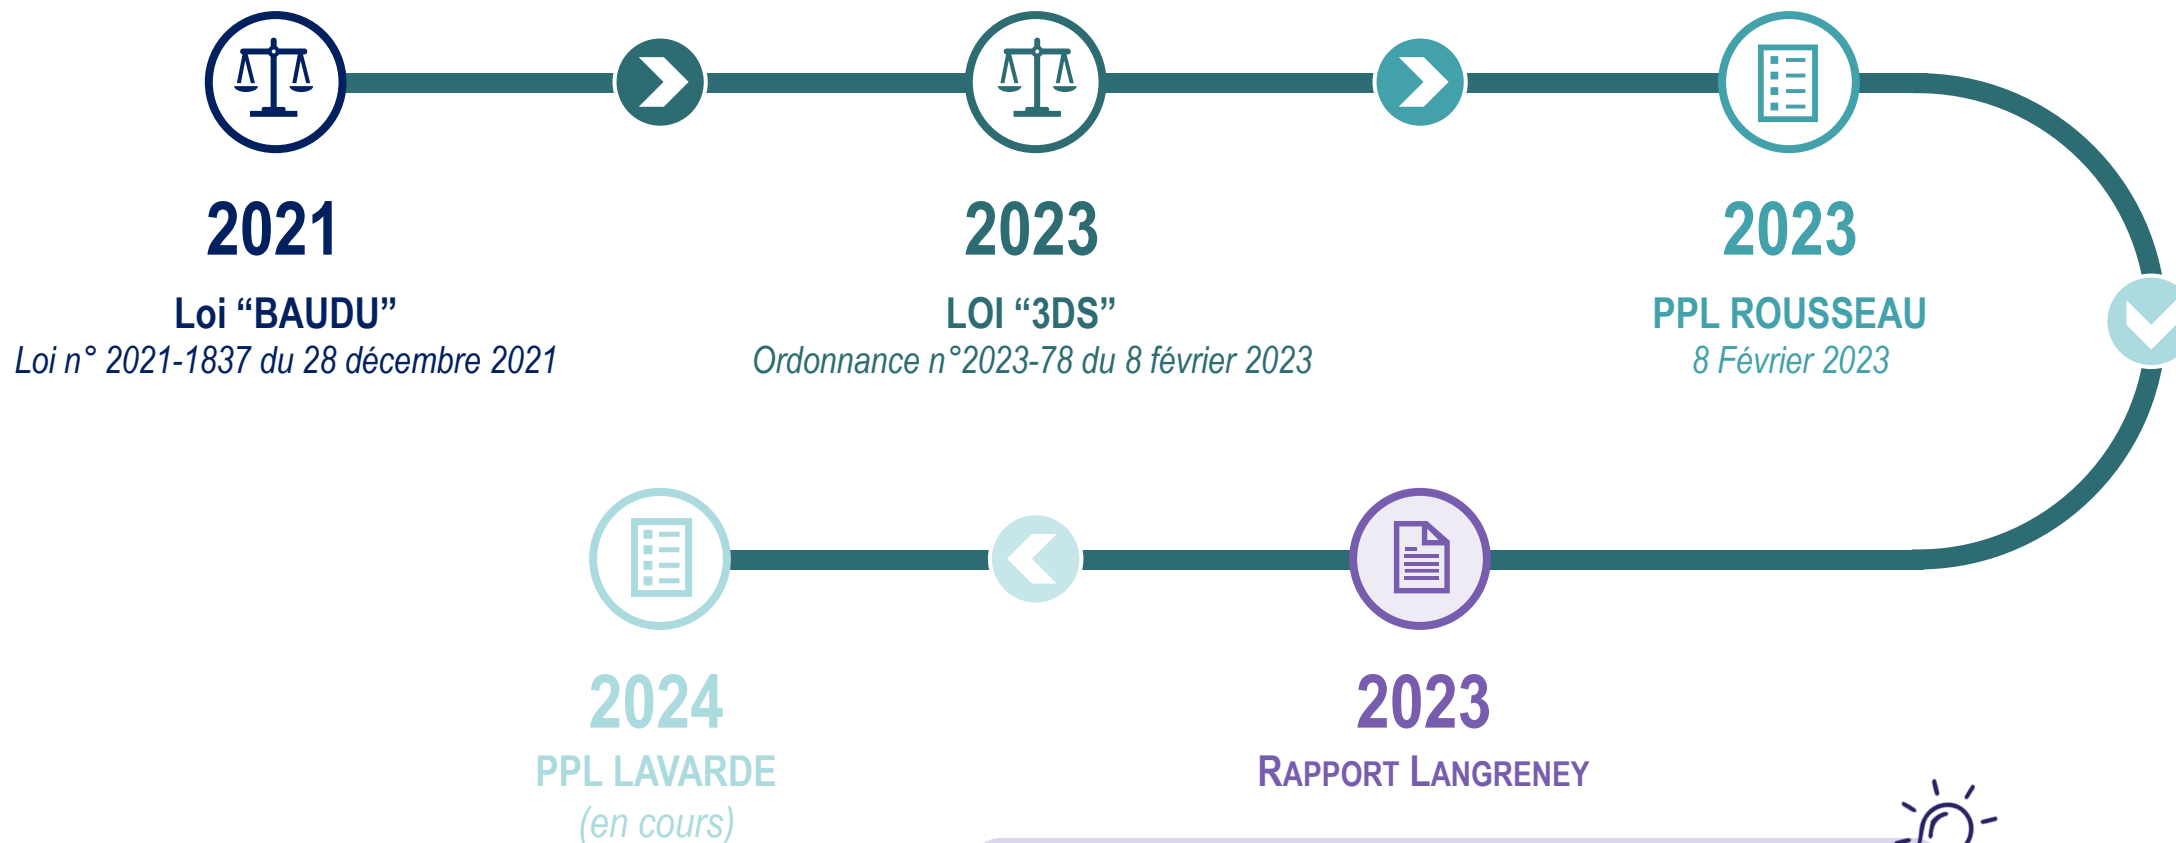 2021
Loi “BAUDU”
Loi n° 2021-1837 du 28 décembre 2021
2023
LOI “3DS”
Ordonnance n°2023-78 du 8 février 2023
2023
PPL ROUSSEAU
8 Février 2023
2023
RAPPORT LANGRENEY
2024
PPL LAVARDE
(en cours)